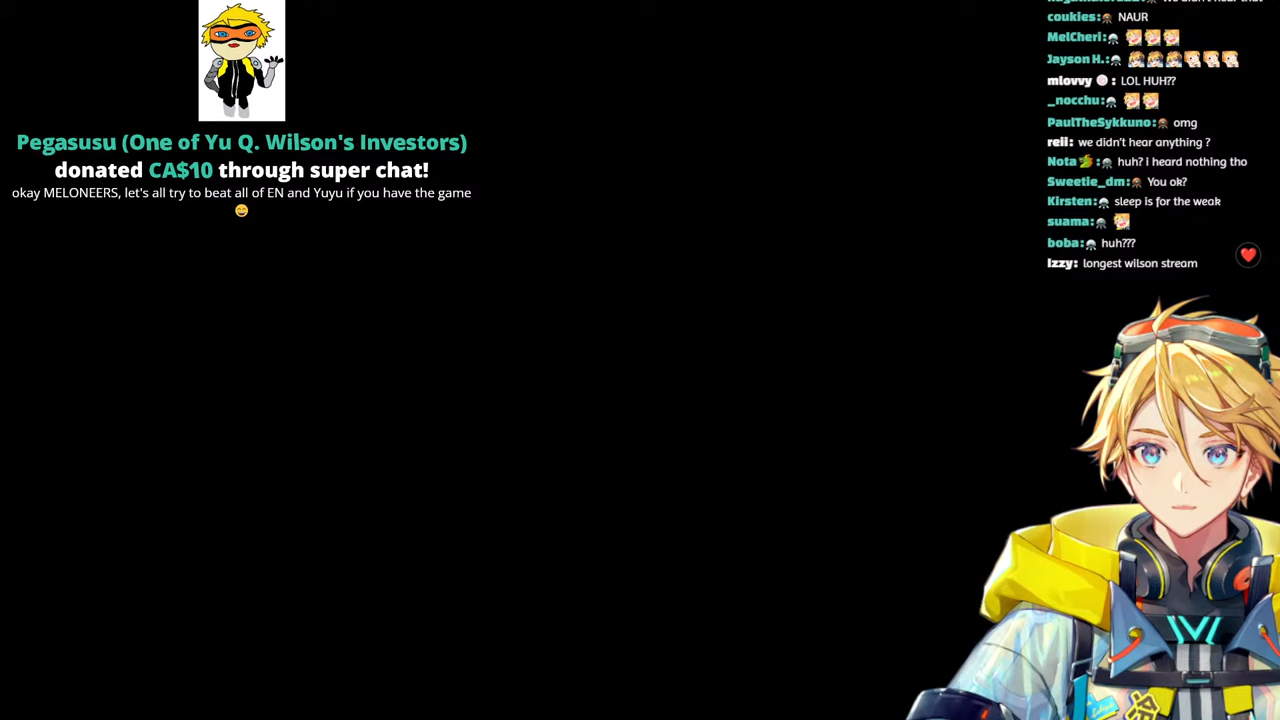 Pegasusu (One of Yu Q. Wilson's Investors)
donated CA$10 through super chat!
okay MELONEERS, let's all try to beat all of EN and Yuyu if you have the game
😄
coukies: NAUR
MelCheri:
Jayson H.:
mlovvy : LOL HUH??
_nocchu:
PaulTheSykkuno: omg
rell: we didn't hear anything ?
Nota : huh? i heard nothing tho
Sweetie_dm: You ok?
Kirsten: sleep is for the weak
suama:
boba: huh???
Izzy: longest wilson stream